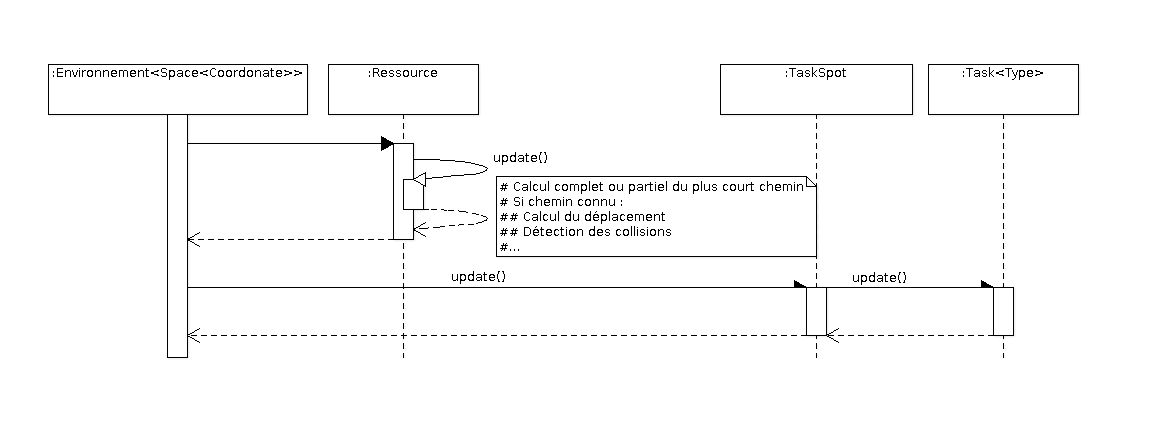 :Environnement<Space<Coordonate>>
:Ressource
:TaskSpot
:Task<Type>
update()
# Calcul complet ou partiel du plus court chemin
# Si chemin connu :
## Calcul du déplacement
## Détection des collisions
#...
update()
update()